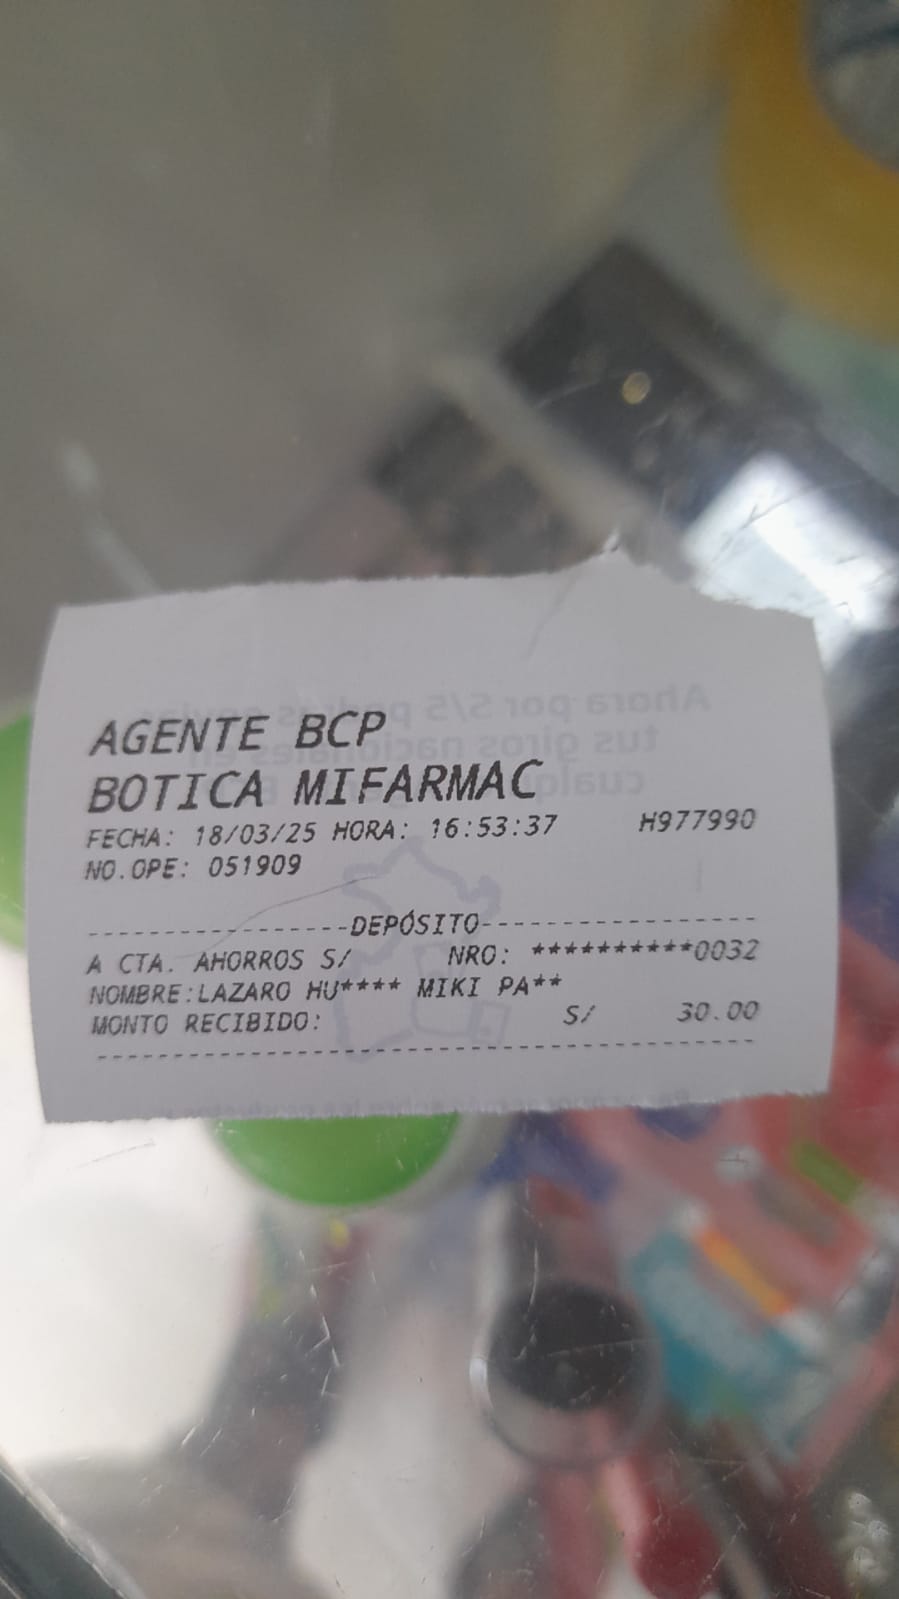 AGENTE BCP
BOTICA MIFARMAC
FECHA: 18/03/25 HORA: 16:53:37 H977990
NO.OPE: 051909
-----------------DEPÓSITO------------------
A CTA. AHORROS S/ NRO: **********0032
NOMBRE:LAZARO HU**** MIKI PA**
MONTO RECIBIDO: S/ 30.00